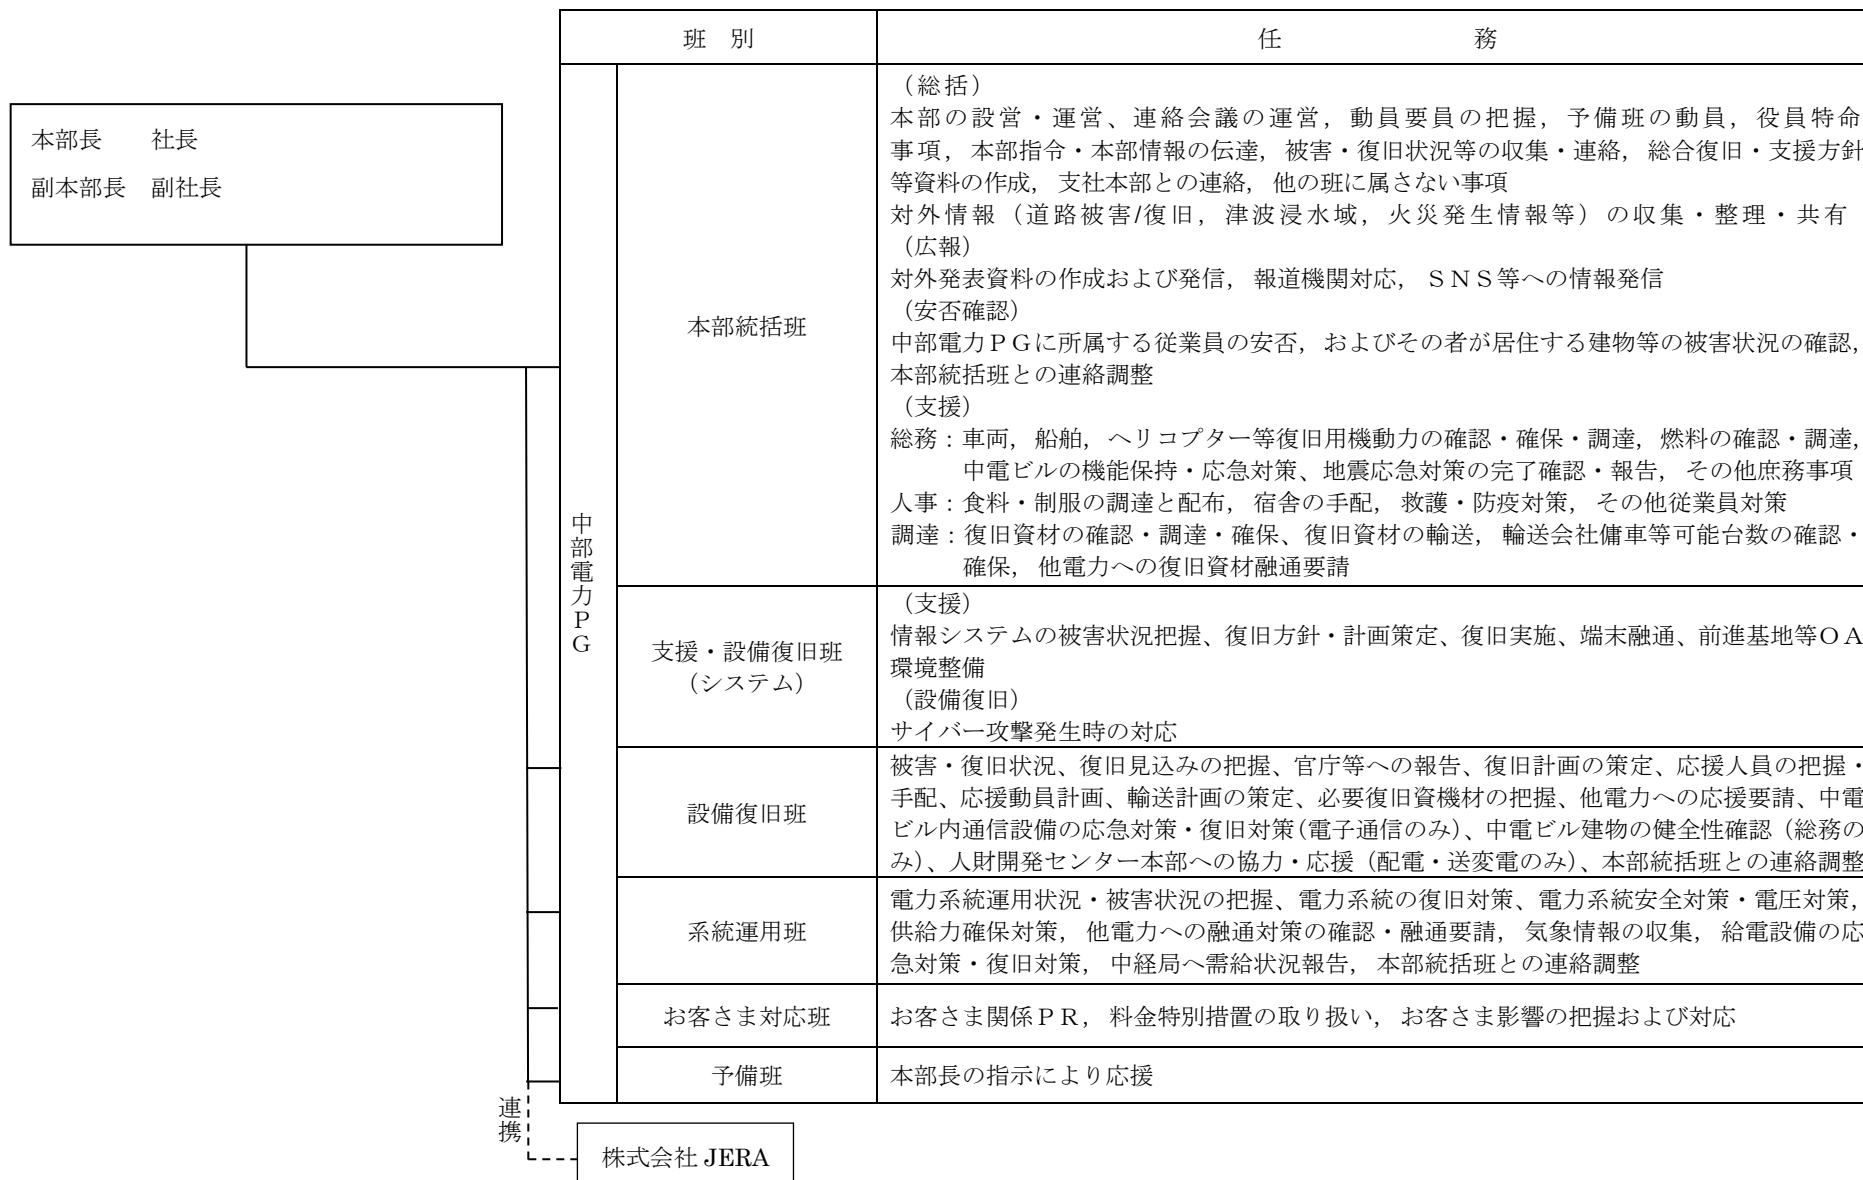 班　別　任　務
本部長　社長
副本部長　副社長
中部電力ＰＧ
本部統括班
（総括）
本部の設営・運営、連絡会議の運営，動員要員の把握，予備班の動員，役員特命
事項，本部指令・本部情報の伝達，被害・復旧状況等の収集・連絡，総合復旧・支援方針
等資料の作成，支社本部との連絡，他の班に属さない事項
対外情報（道路被害/復旧，津波浸水域，火災発生情報等）の収集・整理・共有
（広報）
対外発表資料の作成および発信，報道機関対応，ＳＮＳ等への情報発信
（安否確認）
中部電力ＰＧに所属する従業員の安否，およびその者が居住する建物等の被害状況の確認，
本部統括班との連絡調整
（支援）
総務：車両，船舶，ヘリコプター等復旧用機動力の確認・確保・調達，燃料の確認・調達，
中電ビルの機能保持・応急対策、地震応急対策の完了確認・報告，その他庶務事項
人事：食料・制服の調達と配布，宿舎の手配，救護・防疫対策，その他従業員対策
調達：復旧資材の確認・調達・確保、復旧資材の輸送，輸送会社傭車等可能台数の確認・
確保，他電力への復旧資材融通要請
支援・設備復旧班
（システム）
（支援）
情報システムの被害状況把握、復旧方針・計画策定、復旧実施、端末融通、前進基地等ＯＡ
環境整備
（設備復旧）
サイバー攻撃発生時の対応
設備復旧班
被害・復旧状況、復旧見込みの把握、官庁等への報告、復旧計画の策定、応援人員の把握・
手配、応援動員計画、輸送計画の策定、必要復旧資機材の把握、他電力への応援要請、中電
ビル内通信設備の応急対策・復旧対策(電子通信のみ)、中電ビル建物の健全性確認（総務の
み）、人財開発センター本部への協力・応援（配電・送変電のみ）、本部統括班との連絡調整
系統運用班
電力系統運用状況・被害状況の把握、電力系統の復旧対策、電力系統安全対策・電圧対策，
供給力確保対策，他電力への融通対策の確認・融通要請，気象情報の収集，給電設備の応
急対策・復旧対策，中経局へ需給状況報告，本部統括班との連絡調整
お客さま対応班
お客さま関係ＰＲ，料金特別措置の取り扱い，お客さま影響の把握および対応
予備班
本部長の指示により応援
連携
株式会社 JERA